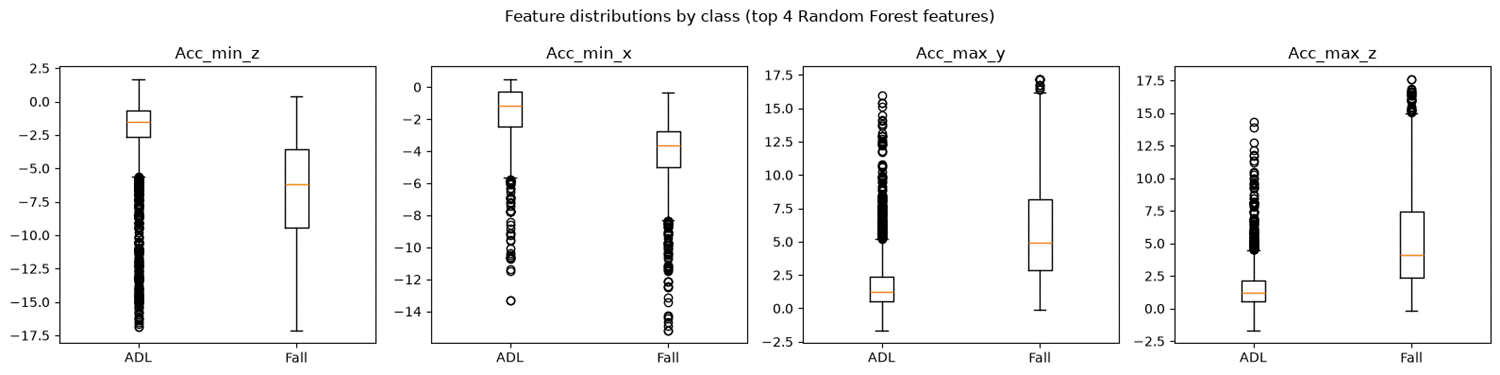 Feature distributions by class (top 4 Random Forest features)
Acc_min_z
2.5
0.0
−2.5
−5.0
−7.5
−10.0
−12.5
−15.0
−17.5
ADL
Fall
Acc_min_x
0
−2
−4
−6
−8
−10
−12
−14
ADL
Fall
Acc_max_y
17.5
15.0
12.5
10.0
7.5
5.0
2.5
0.0
−2.5
ADL
Fall
Acc_max_z
17.5
15.0
12.5
10.0
7.5
5.0
2.5
0.0
−2.5
ADL
Fall